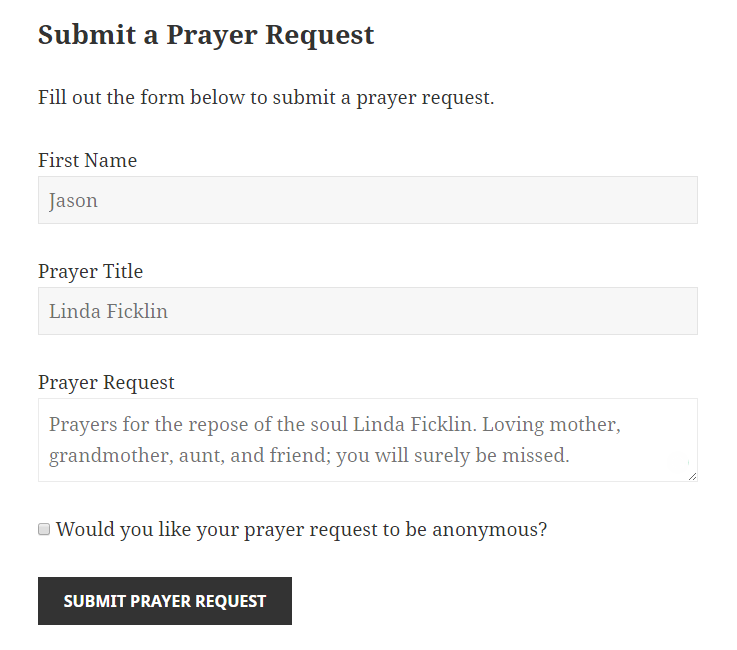 Submit a Prayer Request
Fill out the form below to submit a prayer request.
First Name
Jason
Prayer Title
Linda Ficklin
Prayer Request
Prayers for the repose of the soul Linda Ficklin. Loving mother,
grandmother, aunt, and friend; you will surely be missed.
Would you like your prayer request to be anonymous?
SUBMIT PRAYER REQUEST